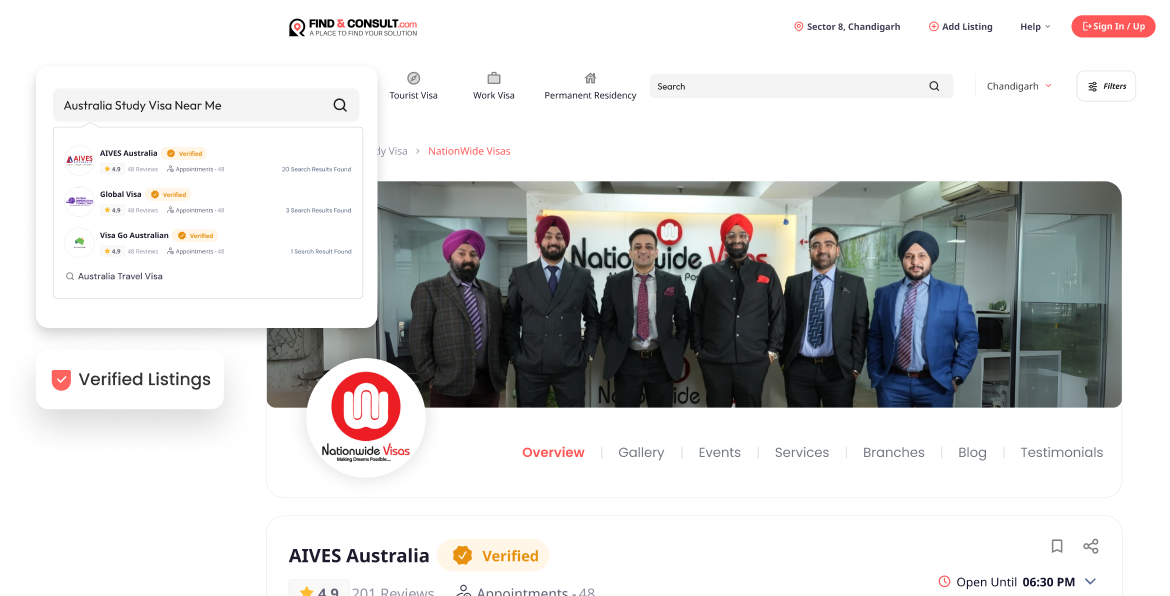 FIND & CONSULT.com
A PLACE TO FIND YOUR SOLUTION
Sector 8, Chandigarh
Add Listing
Help
Sign In / Up
Tourist Visa
Work Visa
Permanent Residency
Search
Chandigarh
Filters
Australia Study Visa Near Me
AIVES
AIVES Australia
Verified
4.9
48 Reviews
Appointments - 48
20 Search Results Found
Global Visa
Verified
4.9
48 Reviews
Appointments - 48
3 Search Results Found
Visa Go Australian
Verified
4.9
48 Reviews
Appointments - 48
1 Search Result Found
Australia Travel Visa
dy Visa > NationWide Visas
Nationwide Visas
Verified Listings
Nationwide Visas
Making Dreams Possible...
Overview
Gallery
Events
Services
Branches
Blog
Testimonials
AIVES Australia
Verified
4.9
201 Reviews
Appointments - 48
Open Until 06:30 PM